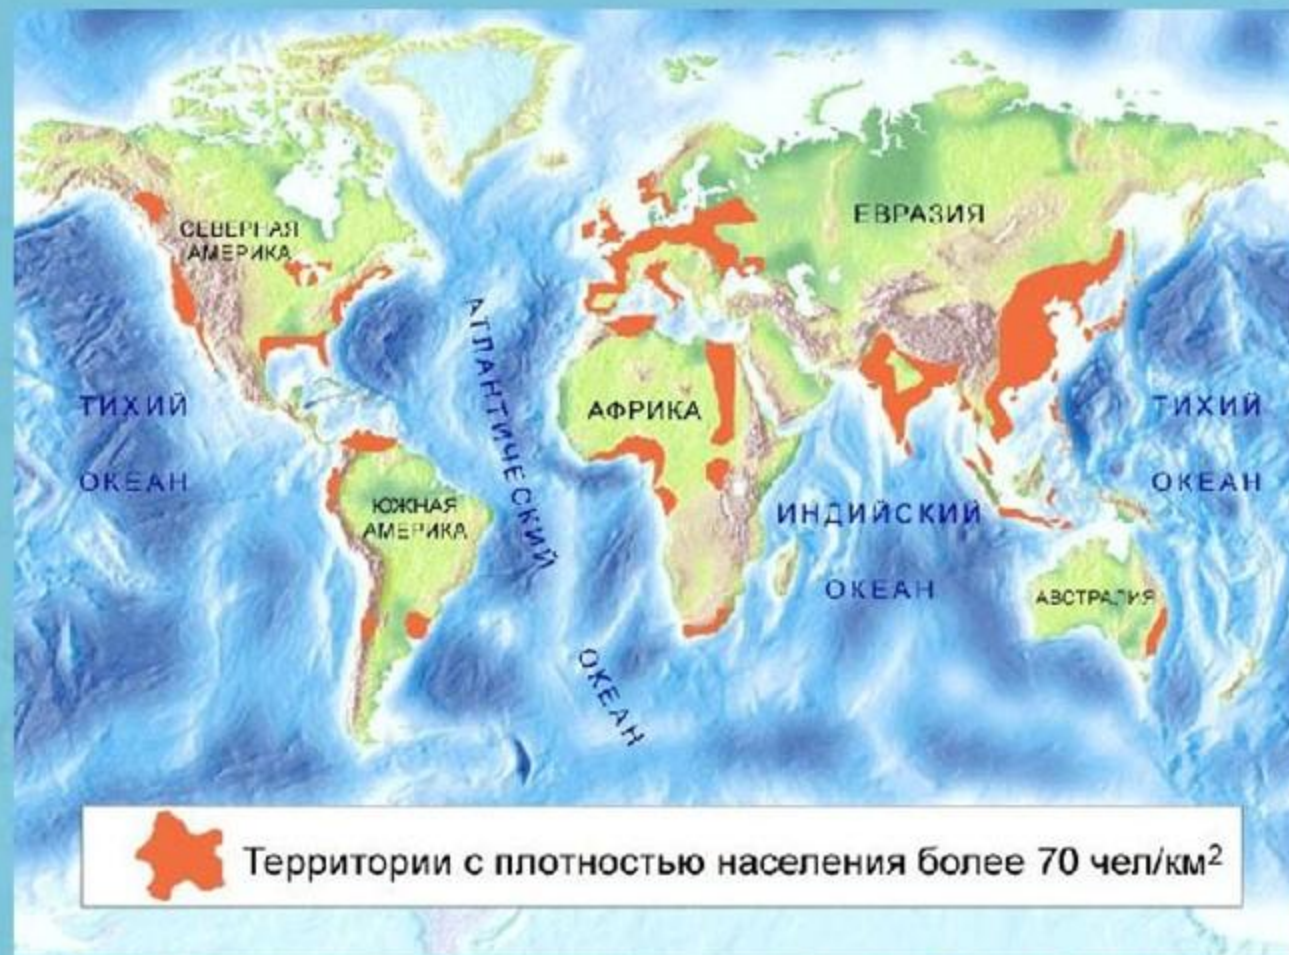 СЕВЕРНАЯ
АМЕРИКА
ЕВРАЗИЯ
АТЛАНТИЧЕСКИЙ
ОКЕАН
ТИХИЙ
ОКЕАН
АФРИКА
ТИХИЙ
ОКЕАН
ЮЖНАЯ
АМЕРИКА
ИНДИЙСКИЙ
ОКЕАН
АВСТРАЛИЯ
Территории с плотностью населения более 70 чел/км²